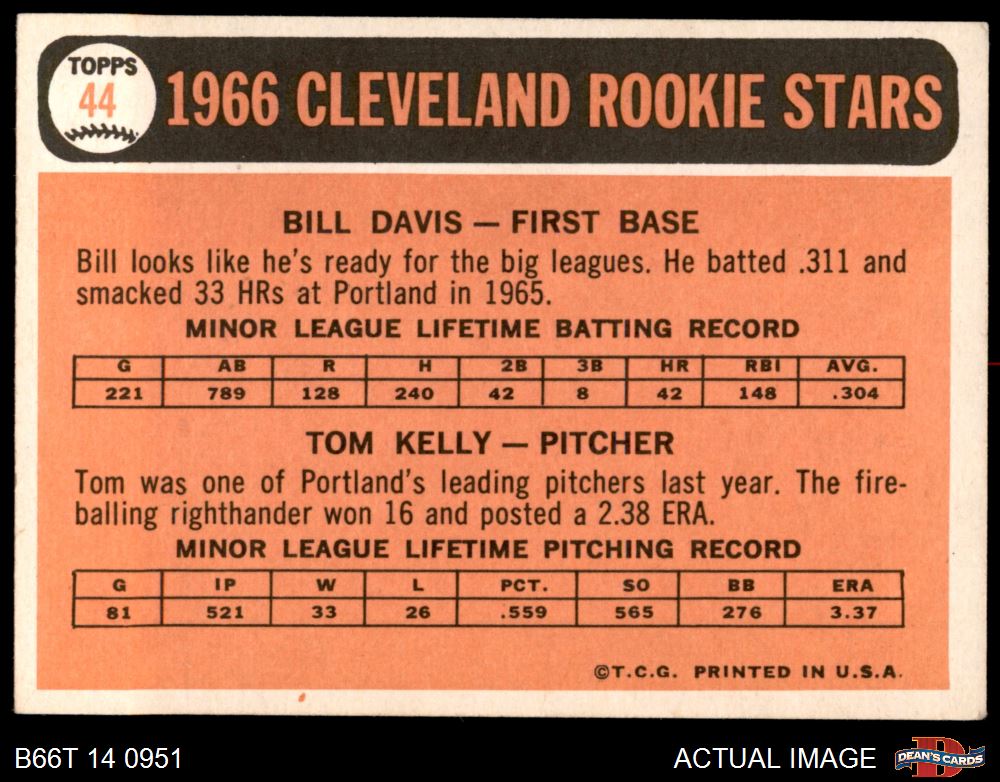 TOPPS
44
1966 CLEVELAND ROOKIE STARS
BILL DAVIS — FIRST BASE
Bill looks like he's ready for the big leagues. He batted .311 and
smacked 33 HRs at Portland in 1965.
MINOR LEAGUE LIFETIME BATTING RECORD
G AB R H 2B 3B HR RBI AVG.
221 789 128 240 42 8 42 148 .304
TOM KELLY — PITCHER
Tom was one of Portland's leading pitchers last year. The fire-
balling righthander won 16 and posted a 2.38 ERA.
MINOR LEAGUE LIFETIME PITCHING RECORD
G IP W L PCT. SO BB ERA
81 521 33 26 .559 565 276 3.37
©T.C.G. PRINTED IN U.S.A.
B66T 14 0951
ACTUAL IMAGE
D
DEAN'S CARDS